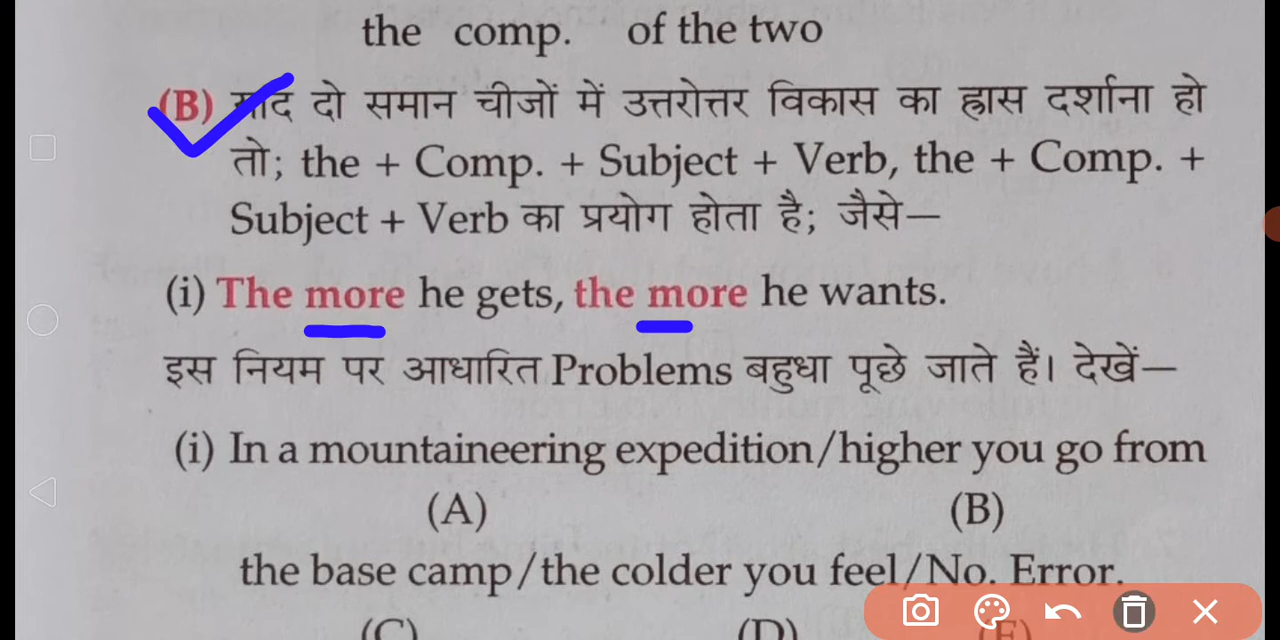 the comp. of the two
(B) दो समान चीजों में उत्तरोत्तर विकास का ह्रास दर्शाना हो
तो; the + Comp. + Subject + Verb, the + Comp. +
Subject + Verb का प्रयोग होता है; जैसे—
(i) The more he gets, the more he wants.
इस नियम पर आधारित Problems बहुधा पूछे जाते हैं। देखें—
(i) In a mountaineering expedition/higher you go from
(A) (B)
the base camp/the colder you feel/No. Error.
(C) (D) (E)